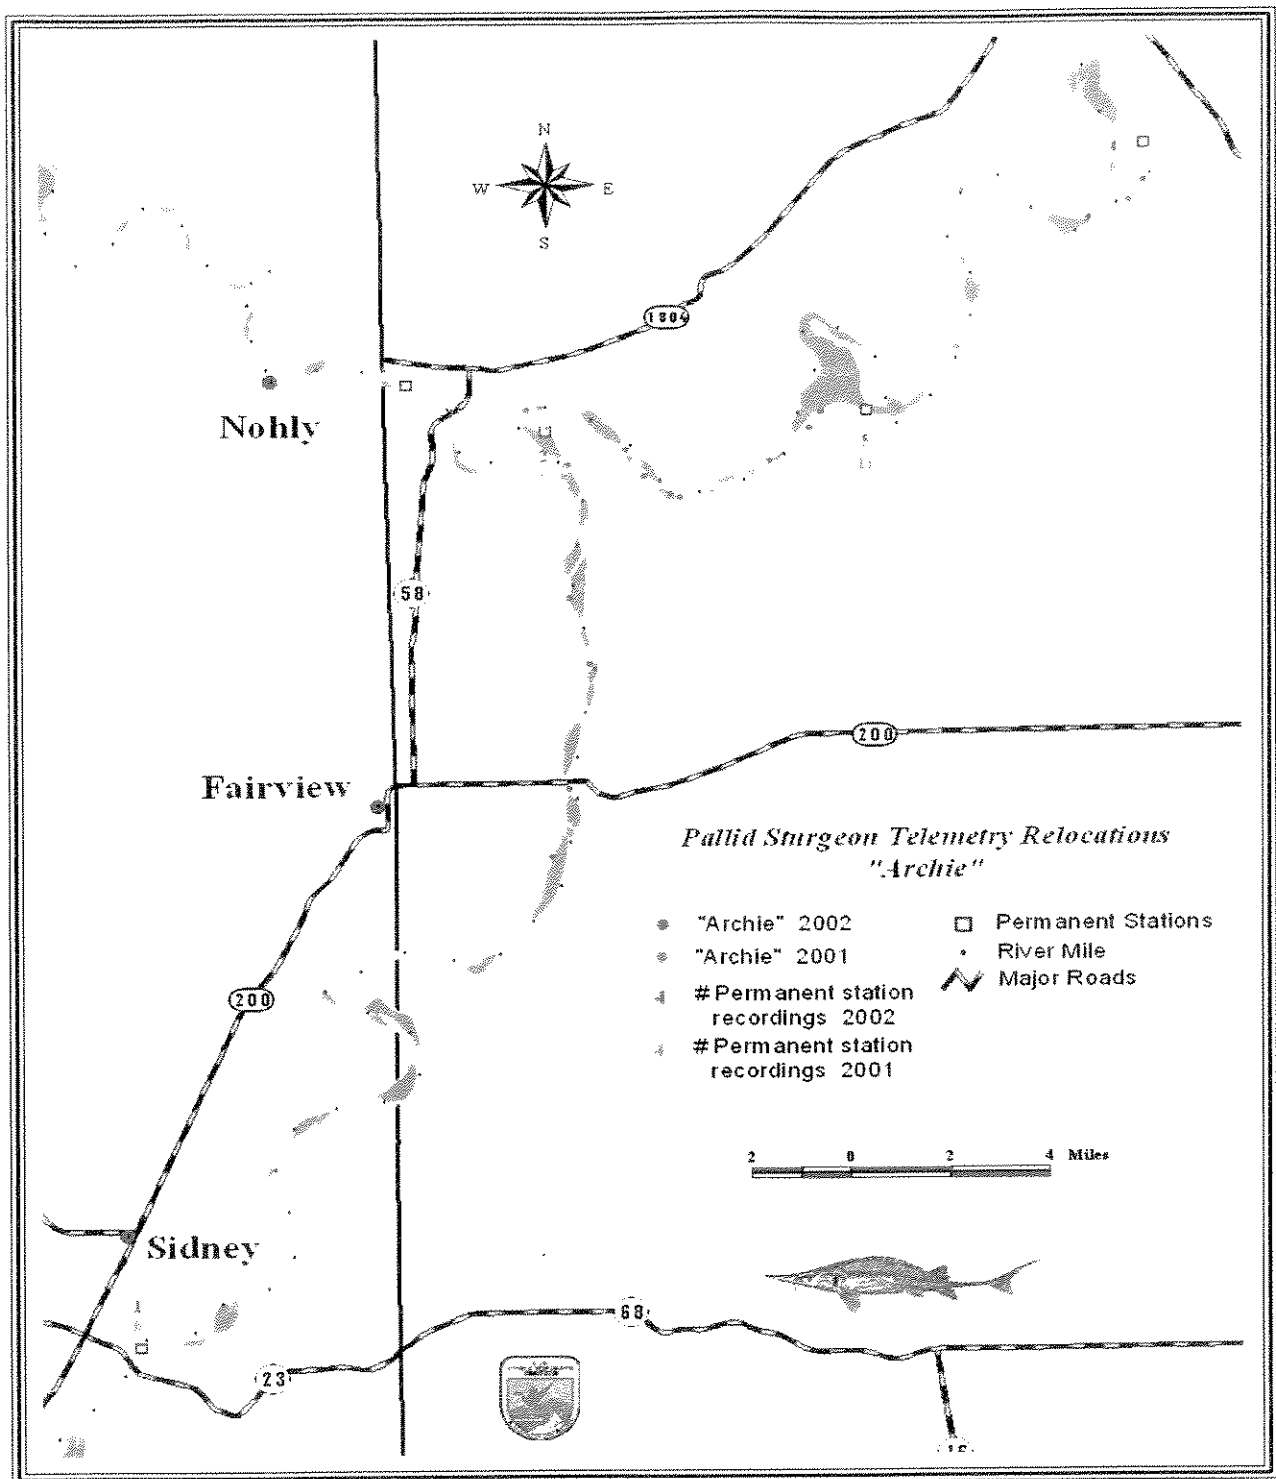 N
W E
S
1804
Nohly
58
200
Fairview
Pallid Sturgeon Telemetry Relocations
"Archie"
"Archie" 2002
"Archie" 2001
# Permanent station
recordings 2002
# Permanent station
recordings 2001
Permanent Stations
River Mile
Major Roads
200
2 0 2 4 Miles
Sidney
68
23